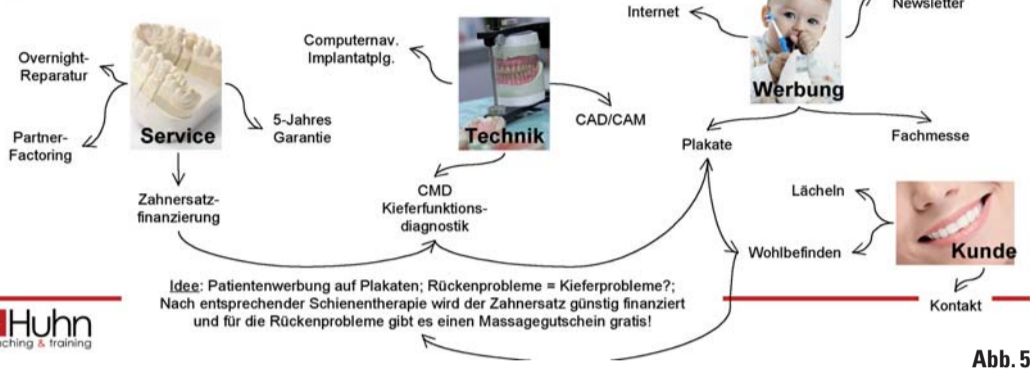 Internet
Newsletter
Overnight-
Reparatur
Computernav.
Implantatplg.
Werbung
5-Jahres
Garantie
CAD/CAM
Partner-
Factoring
Service
Technik
Plakate
Fachmesse
Zahnersatz-
finanzierung
CMD
Kieferfunktions-
diagnostik
Lächeln
Wohlbefinden
Kunde
Kontakt
Idee: Patientenwerbung auf Plakaten; Rückenprobleme = Kieferprobleme?;
Nach entsprechender Schienentherapie wird der Zahnersatz günstig finanziert
und für die Rückenprobleme gibt es einen Massagegutschein gratis!
Huhn
ching & training
Abb. 5